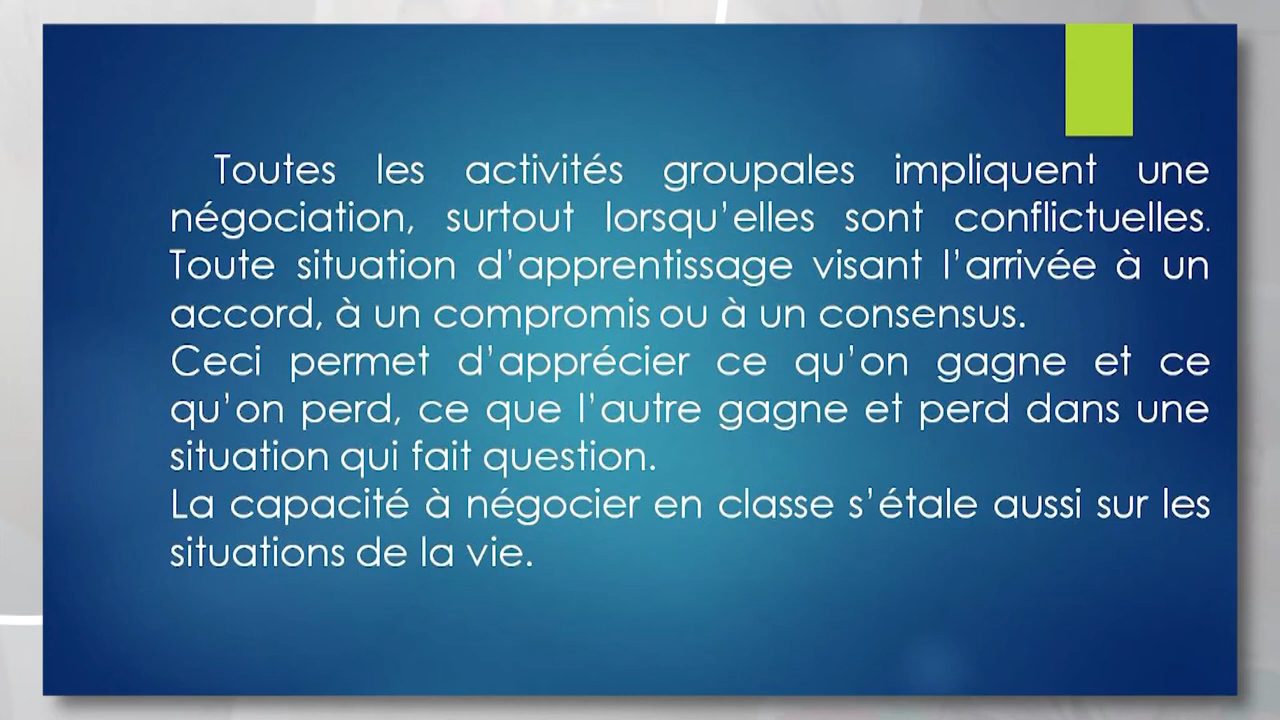 Toutes les activités groupales impliquent une
négociation, surtout lorsqu’elles sont conflictuelles.
Toute situation d’apprentissage visant l’arrivée à un
accord, à un compromis ou à un consensus.
Ceci permet d’apprécier ce qu’on gagne et ce
qu’on perd, ce que l’autre gagne et perd dans une
situation qui fait question.
La capacité à négocier en classe s’étale aussi sur les
situations de la vie.